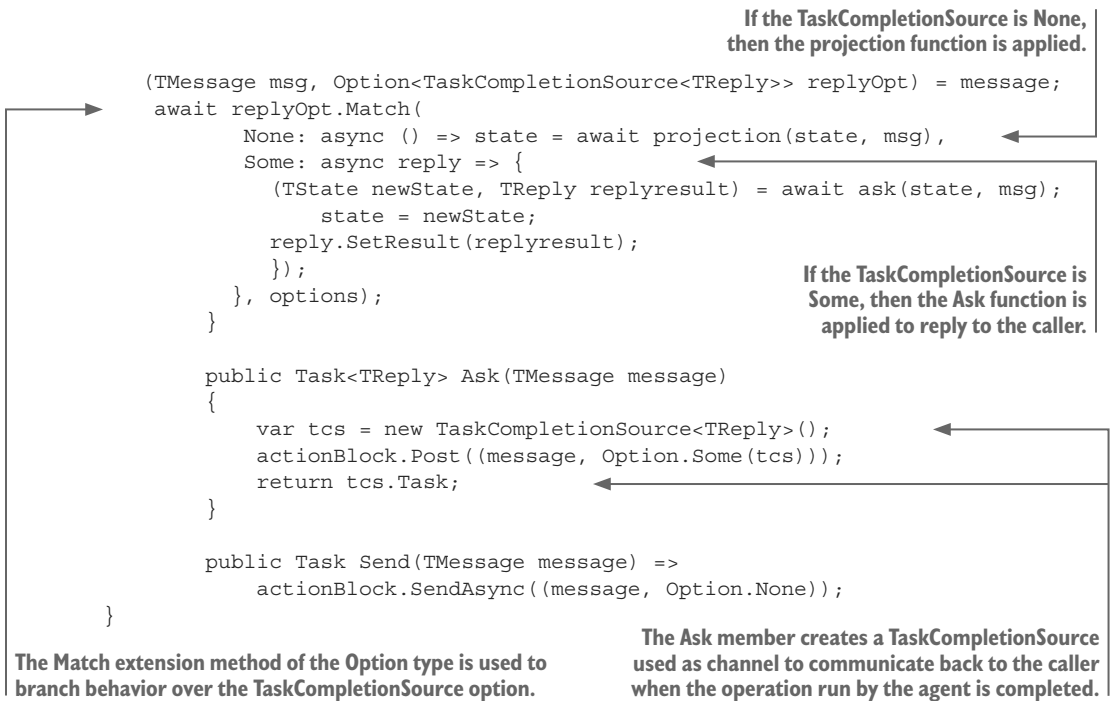 If the TaskCompletionSource is None,
then the projection function is applied.
(TMessage msg, Option<TaskCompletionSource<TReply>> replyOpt) = message;
await replyOpt.Match(
None: async () => state = await projection(state, msg),
Some: async reply => {
(TState newState, TReply replyresult) = await ask(state, msg);
state = newState;
reply.SetResult(replyresult);
});
}, options);
}
If the TaskCompletionSource is
Some, then the Ask function is
applied to reply to the caller.
public Task<TReply> Ask(TMessage message)
{
var tcs = new TaskCompletionSource<TReply>();
actionBlock.Post((message, Option.Some(tcs)));
return tcs.Task;
}
public Task Send(TMessage message) =>
actionBlock.SendAsync((message, Option.None));
}
The Match extension method of the Option type is used to
branch behavior over the TaskCompletionSource option.
The Ask member creates a TaskCompletionSource
used as channel to communicate back to the caller
when the operation run by the agent is completed.